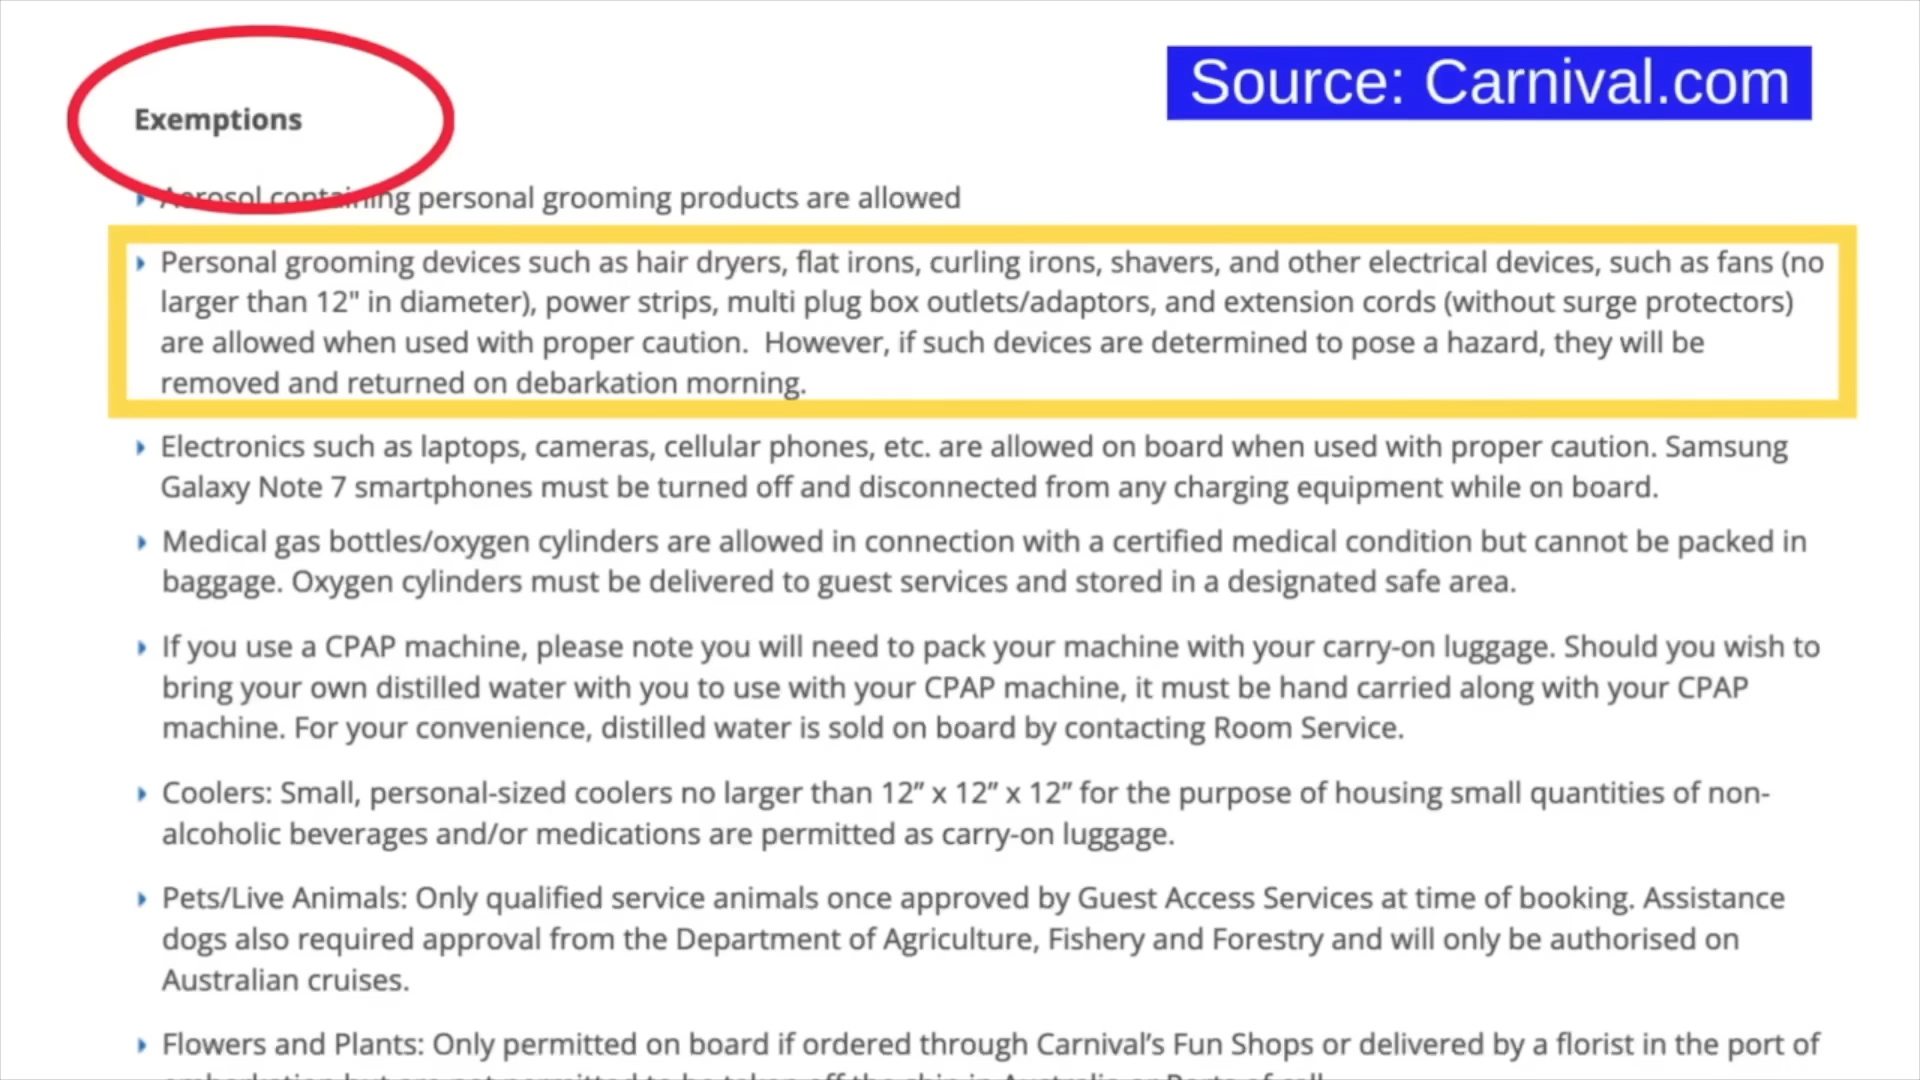 Source: Carnival.com
Exemptions
Aerosol containing personal grooming products are allowed
Personal grooming devices such as hair dryers, flat irons, curling irons, shavers, and other electrical devices, such as fans (no
larger than 12" in diameter), power strips, multi plug box outlets/adaptors, and extension cords (without surge protectors)
are allowed when used with proper caution.  However, if such devices are determined to pose a hazard, they will be
removed and returned on debarkation morning.
Electronics such as laptops, cameras, cellular phones, etc. are allowed on board when used with proper caution. Samsung
Galaxy Note 7 smartphones must be turned off and disconnected from any charging equipment while on board.
Medical gas bottles/oxygen cylinders are allowed in connection with a certified medical condition but cannot be packed in
baggage. Oxygen cylinders must be delivered to guest services and stored in a designated safe area.
If you use a CPAP machine, please note you will need to pack your machine with your carry-on luggage. Should you wish to
bring your own distilled water with you to use with your CPAP machine, it must be hand carried along with your CPAP
machine. For your convenience, distilled water is sold on board by contacting Room Service.
Coolers: Small, personal-sized coolers no larger than 12” x 12” x 12” for the purpose of housing small quantities of non-
alcoholic beverages and/or medications are permitted as carry-on luggage.
Pets/Live Animals: Only qualified service animals once approved by Guest Access Services at time of booking. Assistance
dogs also required approval from the Department of Agriculture, Fishery and Forestry and will only be authorised on
Australian cruises.
Flowers and Plants: Only permitted on board if ordered through Carnival’s Fun Shops or delivered by a florist in the port of